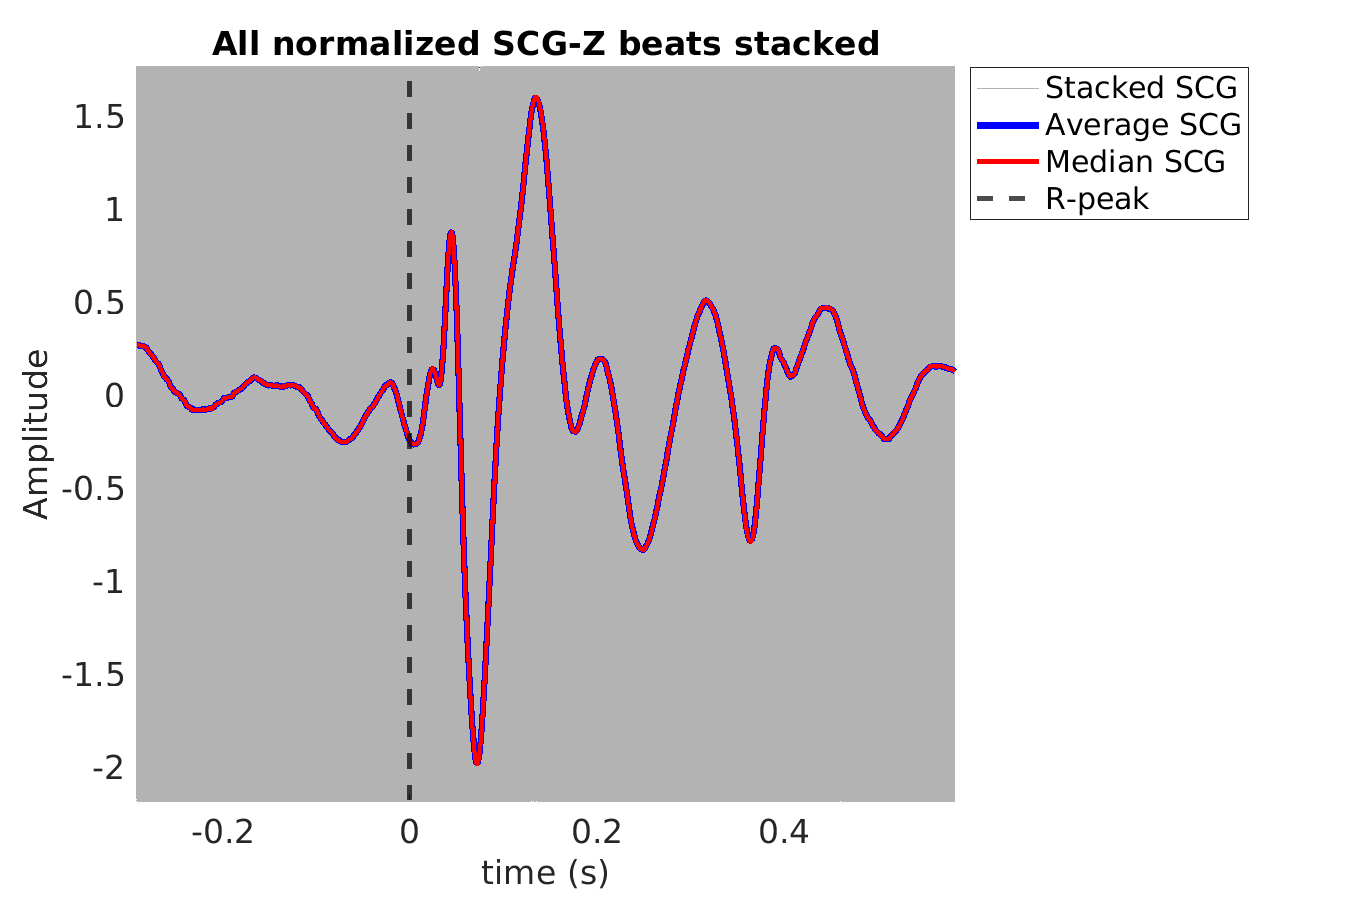 All normalized SCG-Z beats stacked
Stacked SCG
Average SCG
Median SCG
R-peak
1.5
1
0.5
0
-0.5
-1
-1.5
-2
Amplitude
-0.2
0
0.2
0.4
time (s)